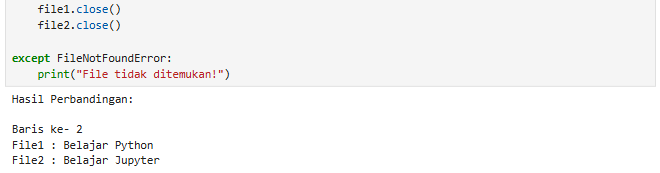 file1.close()
file2.close()
except FileNotFoundError:
print("File tidak ditemukan!")
Hasil Perbandingan:
Baris ke- 2
File1 : Belajar Python
File2 : Belajar Jupyter